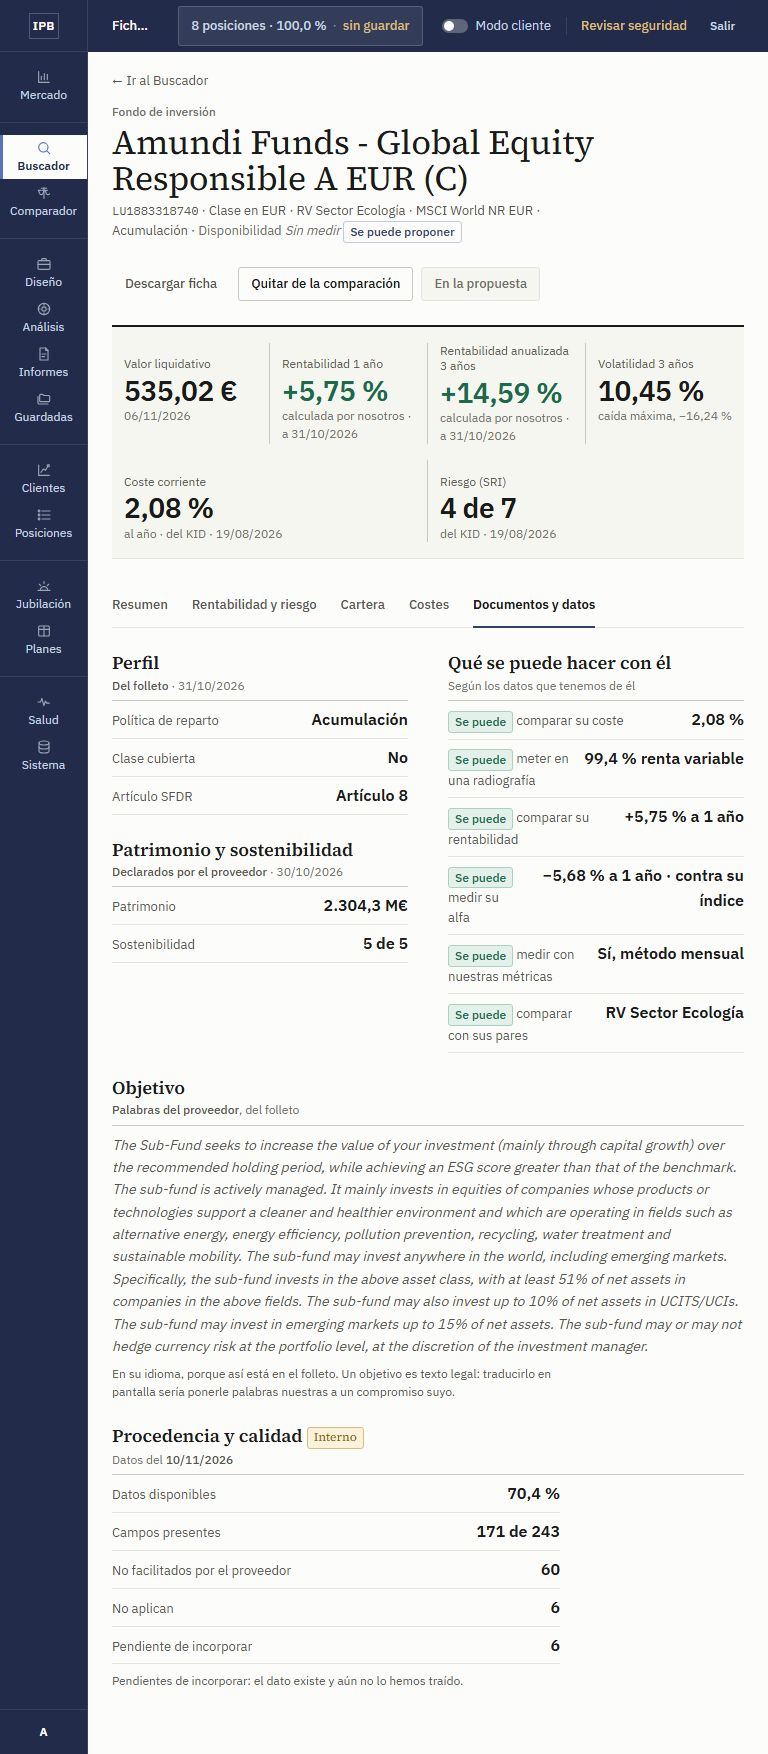 IPB
Fich...
8 posiciones · 100,0 % · sin guardar
Modo cliente
Revisar seguridad
Salir
Mercado
Buscador
Comparador
Diseño
Análisis
Informes
Guardadas
Clientes
Posiciones
Jubilación
Planes
Salud
Sistema
A
← Ir al Buscador
Fondo de inversión
Amundi Funds - Global Equity
Responsible A EUR (C)
LU1883318740 · Clase en EUR · RV Sector Ecología · MSCI World NR EUR ·
Acumulación · Disponibilidad Sin medir Se puede proponer
Descargar ficha
Quitar de la comparación
En la propuesta
Valor liquidativo
535,02 €
06/11/2026
Rentabilidad 1 año
+5,75 %
calculada por nosotros ·
a 31/10/2026
Rentabilidad anualizada
3 años
+14,59 %
calculada por nosotros ·
a 31/10/2026
Volatilidad 3 años
10,45 %
caída máxima, −16,24 %
Coste corriente
2,08 %
al año · del KID · 19/08/2026
Riesgo (SRI)
4 de 7
del KID · 19/08/2026
Resumen
Rentabilidad y riesgo
Cartera
Costes
Documentos y datos
Perfil
Del folleto · 31/10/2026
Política de reparto Acumulación
Clase cubierta No
Artículo SFDR Artículo 8
Patrimonio y sostenibilidad
Declarados por el proveedor · 30/10/2026
Patrimonio 2.304,3 M€
Sostenibilidad 5 de 5
Qué se puede hacer con él
Según los datos que tenemos de él
Se puede comparar su coste 2,08 %
Se puede meter en 99,4 % renta variable
una radiografía
Se puede comparar su +5,75 % a 1 año
rentabilidad
Se puede −5,68 % a 1 año · contra su
medir su índice
alfa
Se puede medir con Sí, método mensual
nuestras métricas
Se puede comparar RV Sector Ecología
con sus pares
Objetivo
Palabras del proveedor, del folleto
The Sub-Fund seeks to increase the value of your investment (mainly through capital growth) over
the recommended holding period, while achieving an ESG score greater than that of the benchmark.
The sub-fund is actively managed. It mainly invests in equities of companies whose products or
technologies support a cleaner and healthier environment and which are operating in fields such as
alternative energy, energy efficiency, pollution prevention, recycling, water treatment and
sustainable mobility. The sub-fund may invest anywhere in the world, including emerging markets.
Specifically, the sub-fund invests in the above asset class, with at least 51% of net assets in
companies in the above fields. The sub-fund may also invest up to 10% of net assets in UCITS/UCIs.
The sub-fund may invest in emerging markets up to 15% of net assets. The sub-fund may or may not
hedge currency risk at the portfolio level, at the discretion of the investment manager.
En su idioma, porque así está en el folleto. Un objetivo es texto legal: traducirlo en
pantalla sería ponerle palabras nuestras a un compromiso suyo.
Procedencia y calidad Interno
Datos del 10/11/2026
Datos disponibles 70,4 %
Campos presentes 171 de 243
No facilitados por el proveedor 60
No aplican 6
Pendiente de incorporar 6
Pendientes de incorporar: el dato existe y aún no lo hemos traído.